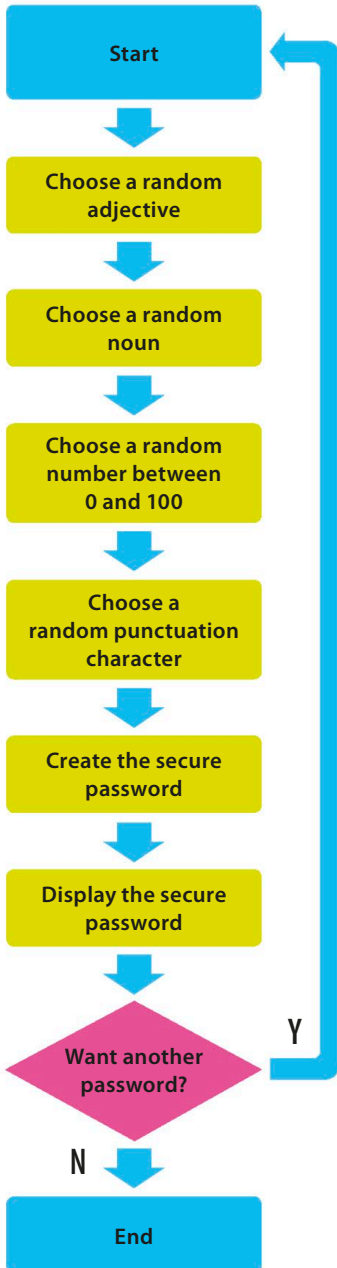 Start
Choose a random
adjective
Choose a random
noun
Choose a random
number between
0 and 100
Choose a
random punctuation
character
Create the secure
password
Display the secure
password
Want another
password?
Y
N
End